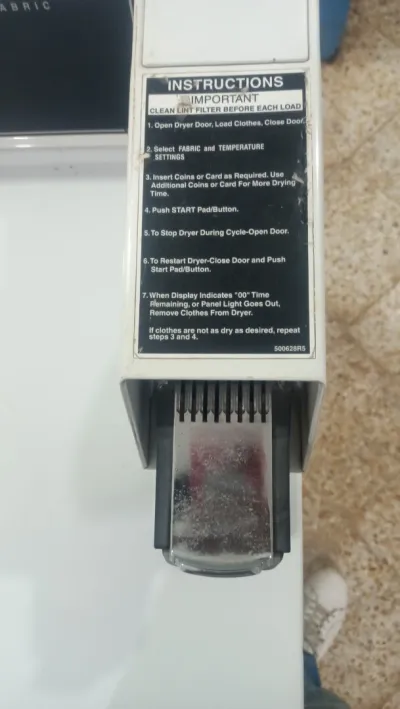 ABRIC
INSTRUCTIONS
IMPORTANT
CLEAN LINT FILTER BEFORE EACH LOAD
1. Open Dryer Door, Load Clothes, Close Door.
2. Select FABRIC and TEMPERATURE
SETTINGS
3. Insert Coins or Card as Required. Use
Additional Coins or Card For More Drying
Time.
4. Push START Pad/Button.
5. To Stop Dryer During Cycle-Open Door.
6. To Restart Dryer-Close Door and Push
Start Pad/Button.
7. When Display Indicates "00" Time
Remaining, or Panel Light Goes Out,
Remove Clothes From Dryer.
If clothes are not as dry as desired, repeat
steps 3 and 4.
500628R5